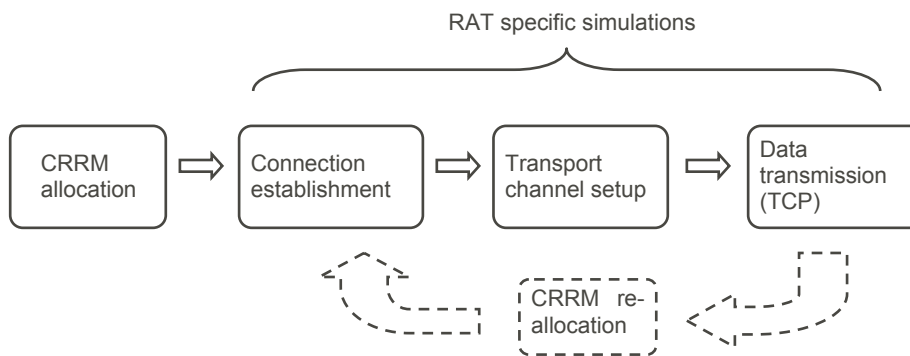 RAT specific simulations
CRRM
allocation
Connection
establishment
Transport
channel setup
Data
transmission
(TCP)
CRRM re-
allocation